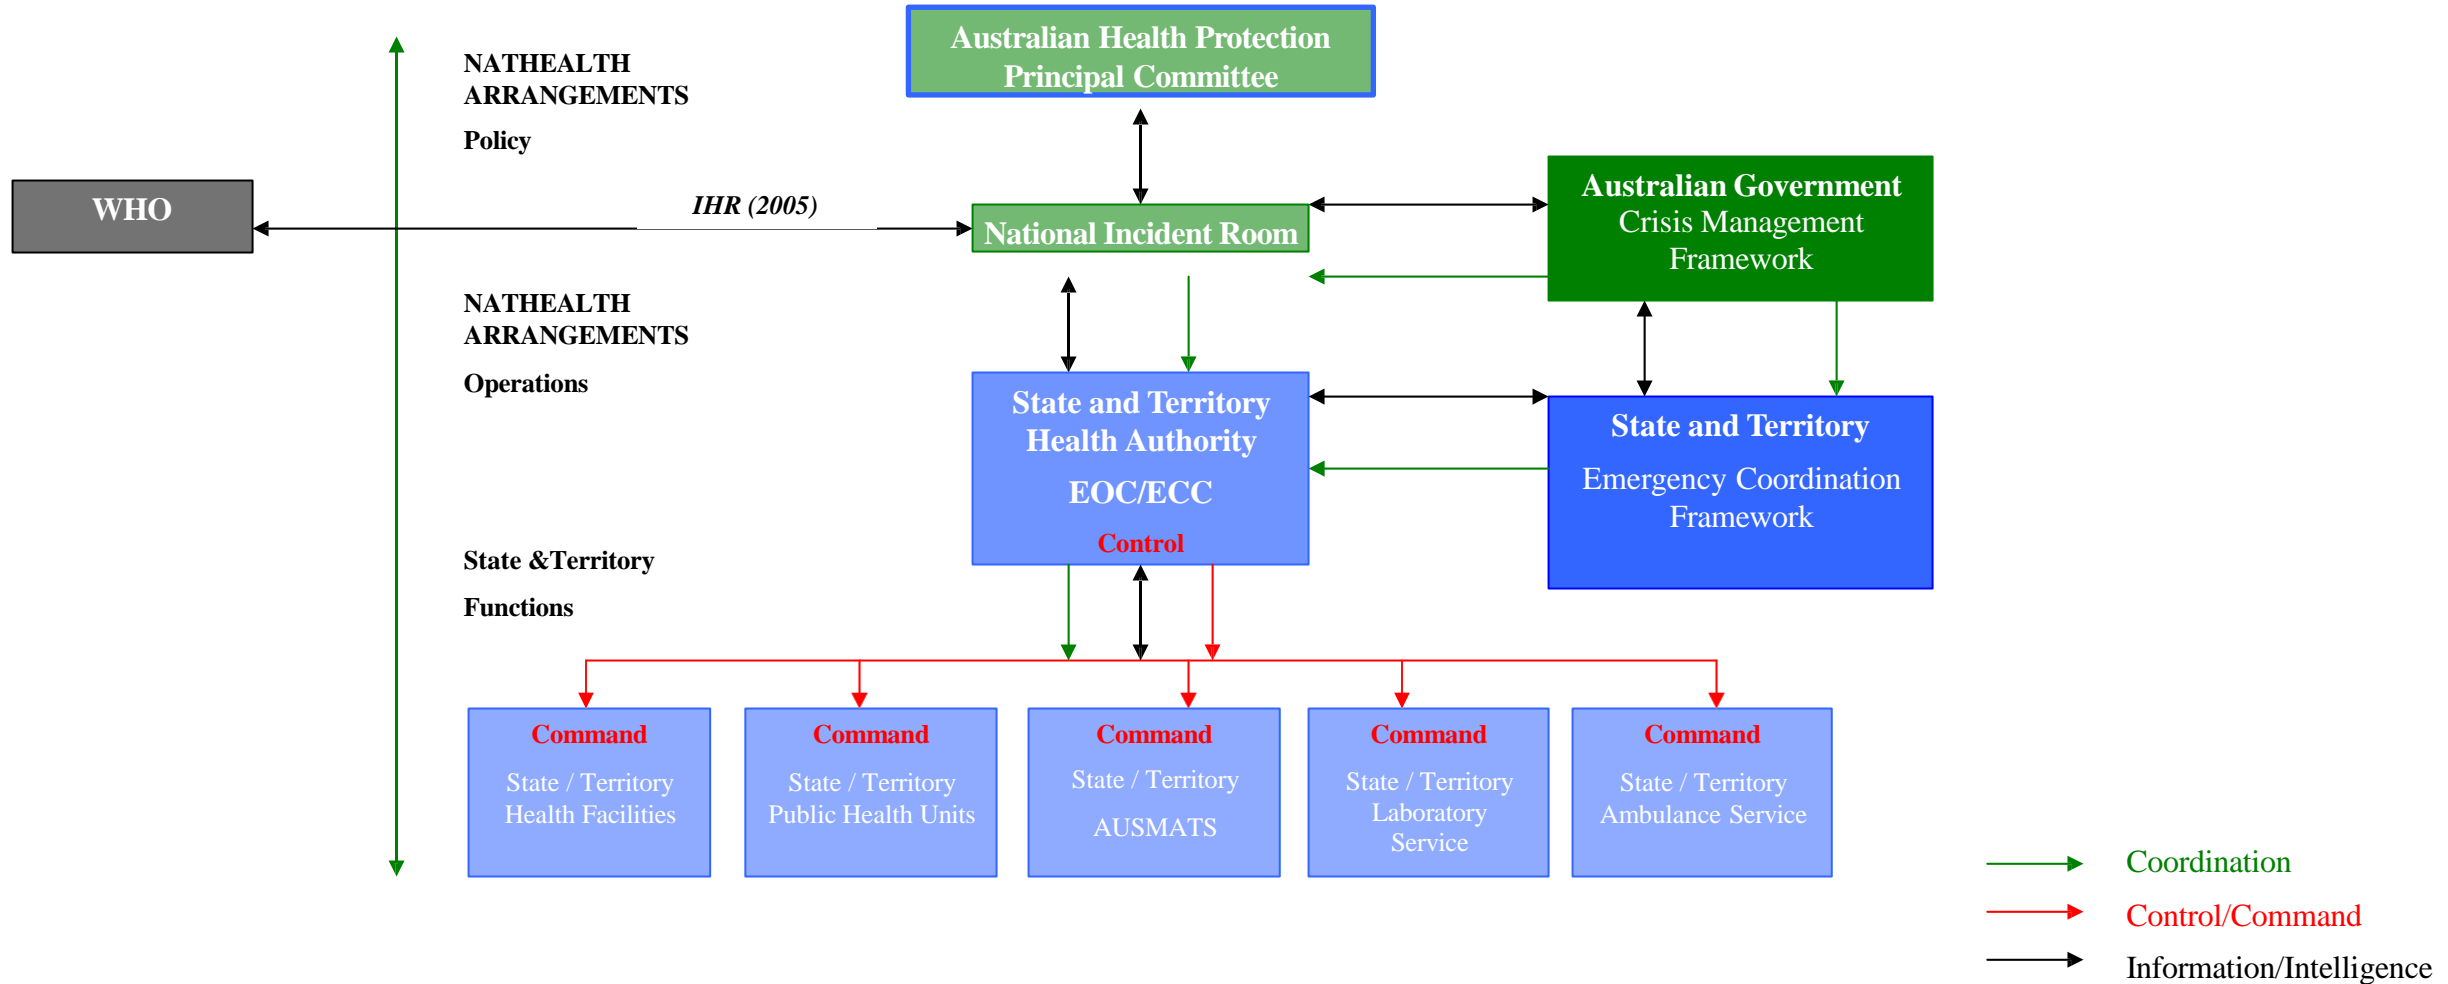 Australian Health Protection
Principal Committee
NATHEALTH
ARRANGEMENTS
Policy
WHO
IHR (2005)
National Incident Room
Australian Government
Crisis Management
Framework
NATHEALTH
ARRANGEMENTS
Operations
State and Territory
Health Authority
EOC/ECC
Control
State and Territory
Emergency Coordination
Framework
State &Territory
Functions
Command
State / Territory
Health Facilities
Command
State / Territory
Public Health Units
Command
State / Territory
AUSMATS
Command
State / Territory
Laboratory
Service
Command
State / Territory
Ambulance Service
Coordination
Control/Command
Information/Intelligence